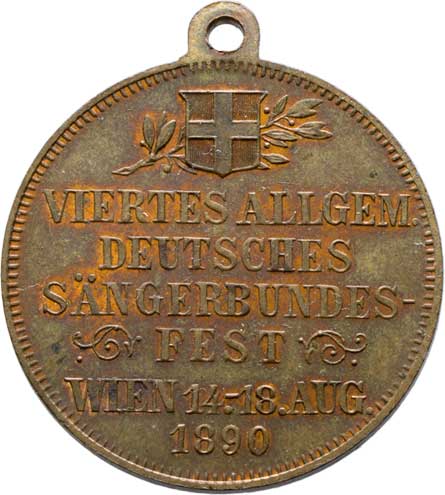 VIERTES ALLGEM.
DEUTSCHES
SÄNGERBUNDES-
FEST
WIEN 14.-18. AUG.
1890